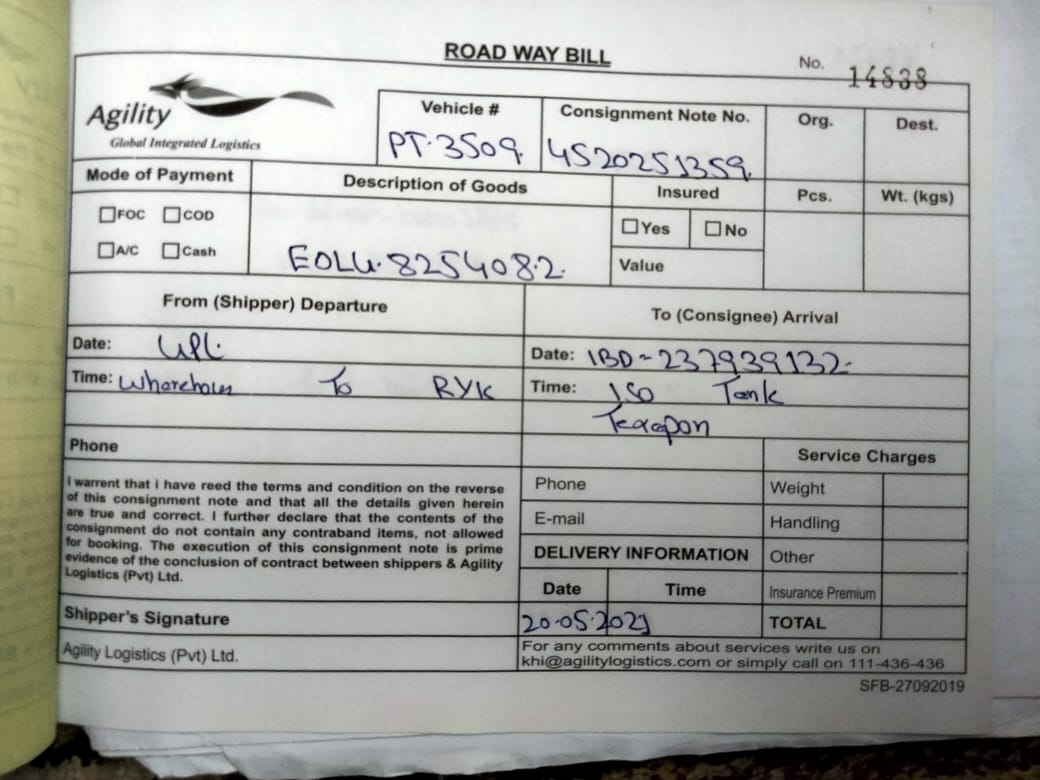 ROAD WAY BILL
No. 14838
Agility
Global Integrated Logistics
Vehicle #
PT-3509
Consignment Note No.
4520251359
Org.
Dest.
Mode of Payment
FOC COD
A/C Cash
Description of Goods
EOLU-8254082
Insured
Yes No
Value
Pcs.
Wt. (kgs)
From (Shipper) Departure
Date: UPL
Time: Wharehous To RYK
Phone
To (Consignee) Arrival
Date: IBD-237939132-
Time: ISO Tank
Texapon
Phone
E-mail
Service Charges
Weight
Handling
Other
Insurance Premium
TOTAL
I warrent that i have reed the terms and condition on the reverse
of this consignment note and that all the details given herein
are true and correct. I further declare that the contents of the
consignment do not contain any contraband items, not allowed
for booking. The execution of this consignment note is prime
evidence of the conclusion of contract between shippers & Agility
Logistics (Pvt) Ltd.
DELIVERY INFORMATION
Date Time
20-05-2021
Shipper's Signature
Agility Logistics (Pvt) Ltd.
For any comments about services write us on
khi@agilitylogistics.com or simply call on 111-436-436
SFB-27092019